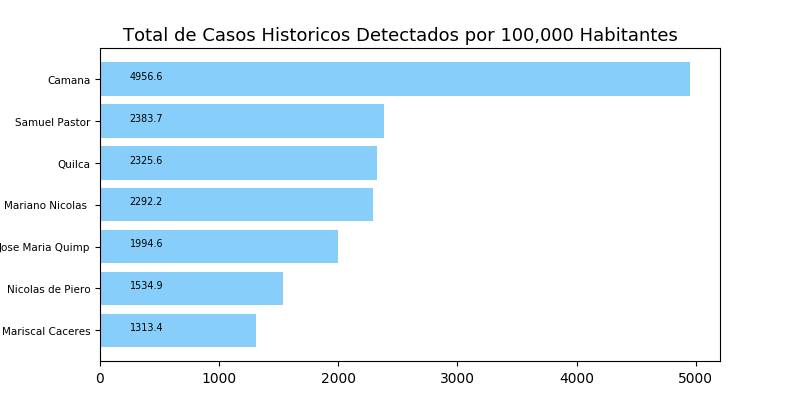 Total de Casos Historicos Detectados por 100,000 Habitantes
Camana 4956.6
Samuel Pastor 2383.7
Quilca 2325.6
Mariano Nicolas 2292.2
Jose Maria Quimp 1994.6
Nicolas de Piero 1534.9
Mariscal Caceres 1313.4
0 1000 2000 3000 4000 5000